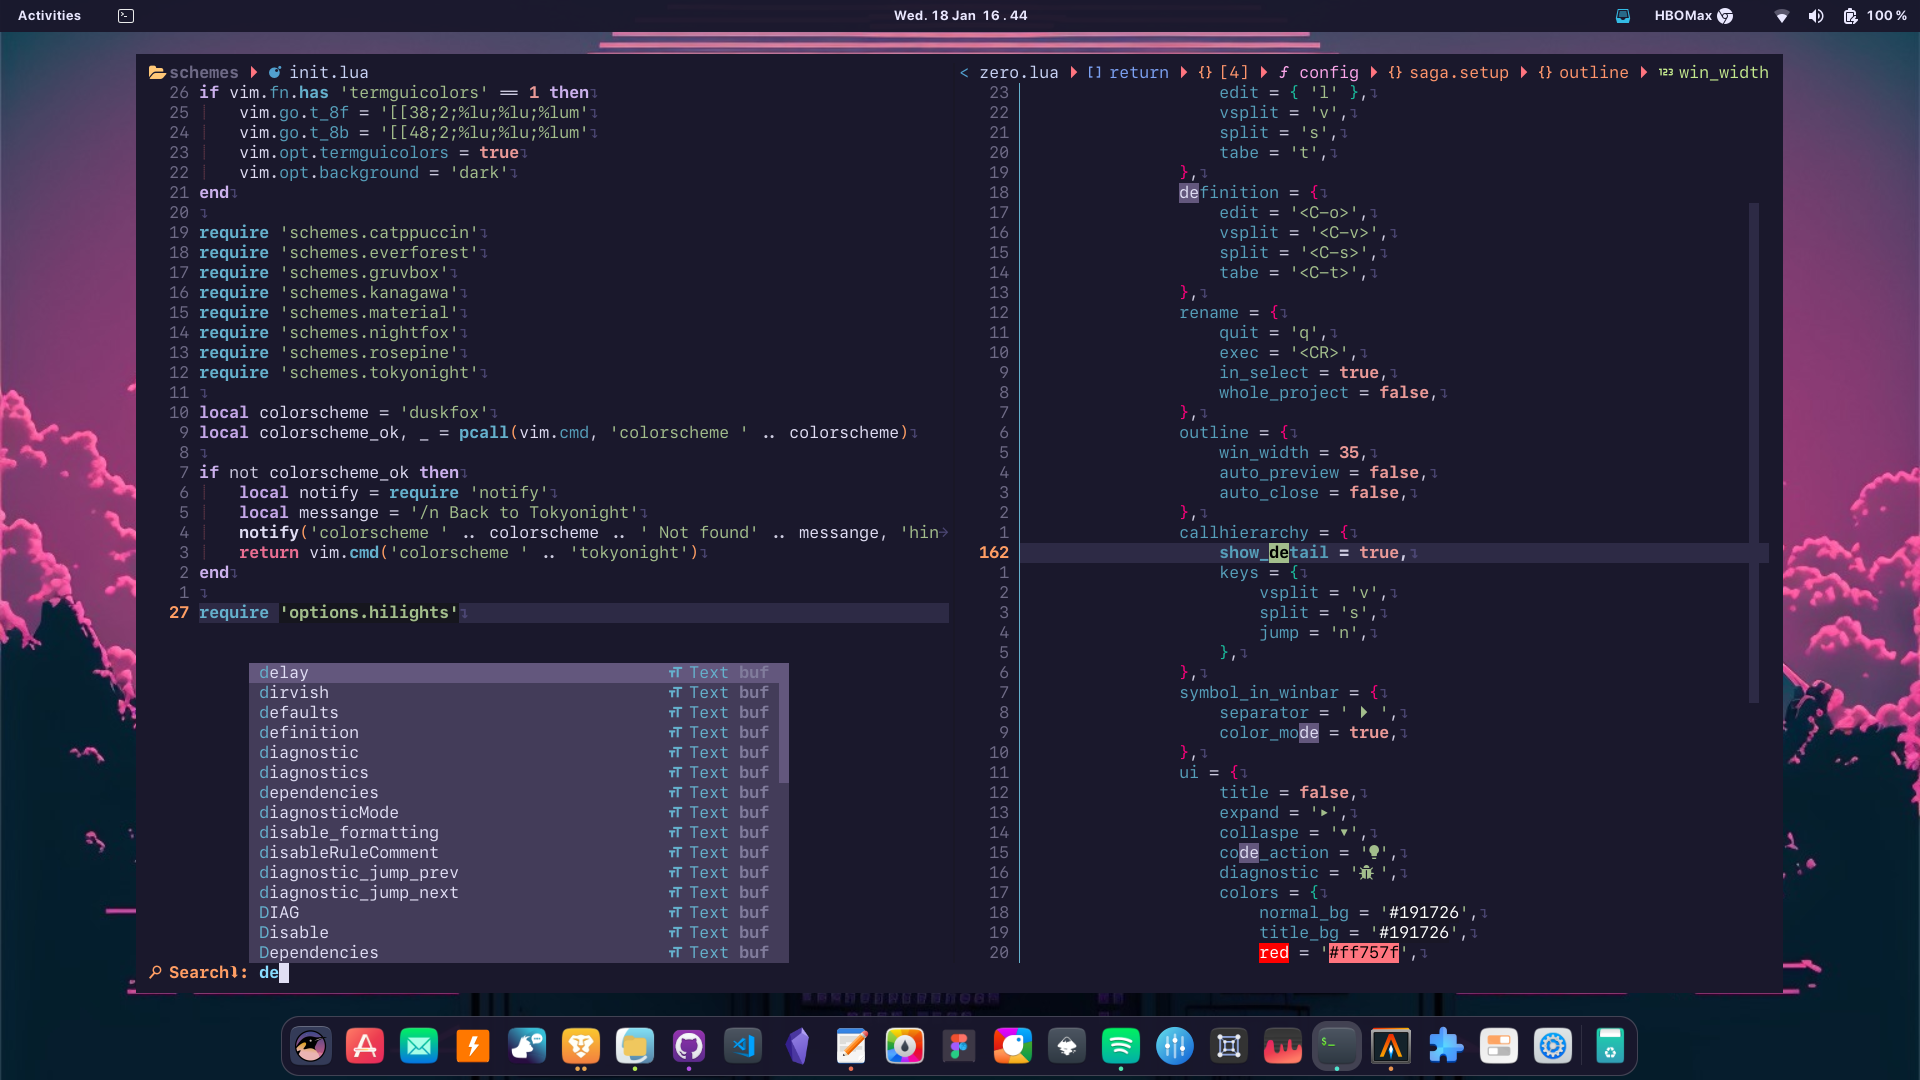 Activities
Wed. 18 Jan 16 . 44
HBOMax
100 %
schemes init.lua
26 if vim.fn.has 'termguicolors' == 1 then
25 vim.go.t_8f = '[[38;2;%lu;%lu;%lum'
24 vim.go.t_8b = '[[48;2;%lu;%lu;%lum'
23 vim.opt.termguicolors = true
22 vim.opt.background = 'dark'
21 end
20
19 require 'schemes.catppuccin'
18 require 'schemes.everforest'
17 require 'schemes.gruvbox'
16 require 'schemes.kanagawa'
15 require 'schemes.material'
14 require 'schemes.nightfox'
13 require 'schemes.rosepine'
12 require 'schemes.tokyonight'
11
10 local colorscheme = 'duskfox'
9 local colorscheme_ok, _ = pcall(vim.cmd, 'colorscheme ' .. colorscheme)
8
7 if not colorscheme_ok then
6 local notify = require 'notify'
5 local messange = '/n Back to Tokyonight'
4 notify('colorscheme ' .. colorscheme .. ' Not found' .. messange, 'hin
3 return vim.cmd('colorscheme ' .. 'tokyonight')
2 end
1
27 require 'options.hilights'
delay Text buf
dirvish Text buf
defaults Text buf
definition Text buf
diagnostic Text buf
diagnostics Text buf
dependencies Text buf
diagnosticMode Text buf
disable_formatting Text buf
disableRuleComment Text buf
diagnostic_jump_prev Text buf
diagnostic_jump_next Text buf
DIAG Text buf
Disable Text buf
Dependencies Text buf
Search: de
< zero.lua [] return {} [4] ƒ config {} saga.setup {} outline 123 win_width
23 edit = { 'l' },
22 vsplit = 'v',
21 split = 's',
20 tabe = 't',
19 },
18 definition = {
17 edit = '<C-o>',
16 vsplit = '<C-v>',
15 split = '<C-s>',
14 tabe = '<C-t>',
13 },
12 rename = {
11 quit = 'q',
10 exec = '<CR>',
9 in_select = true,
8 whole_project = false,
7 },
6 outline = {
5 win_width = 35,
4 auto_preview = false,
3 auto_close = false,
2 },
1 callhierarchy = {
162 show_detail = true,
1 keys = {
2 vsplit = 'v',
3 split = 's',
4 jump = 'n',
5 },
6 },
7 symbol_in_winbar = {
8 separator = ' ▶ ',
9 color_mode = true,
10 },
11 ui = {
12 title = false,
13 expand = '▸',
14 collaspe = '▾',
15 code_action = '💡',
16 diagnostic = '🐞 ',
17 colors = {
18 normal_bg = '#191726',
19 title_bg = '#191726',
20 red = '#ff757f',